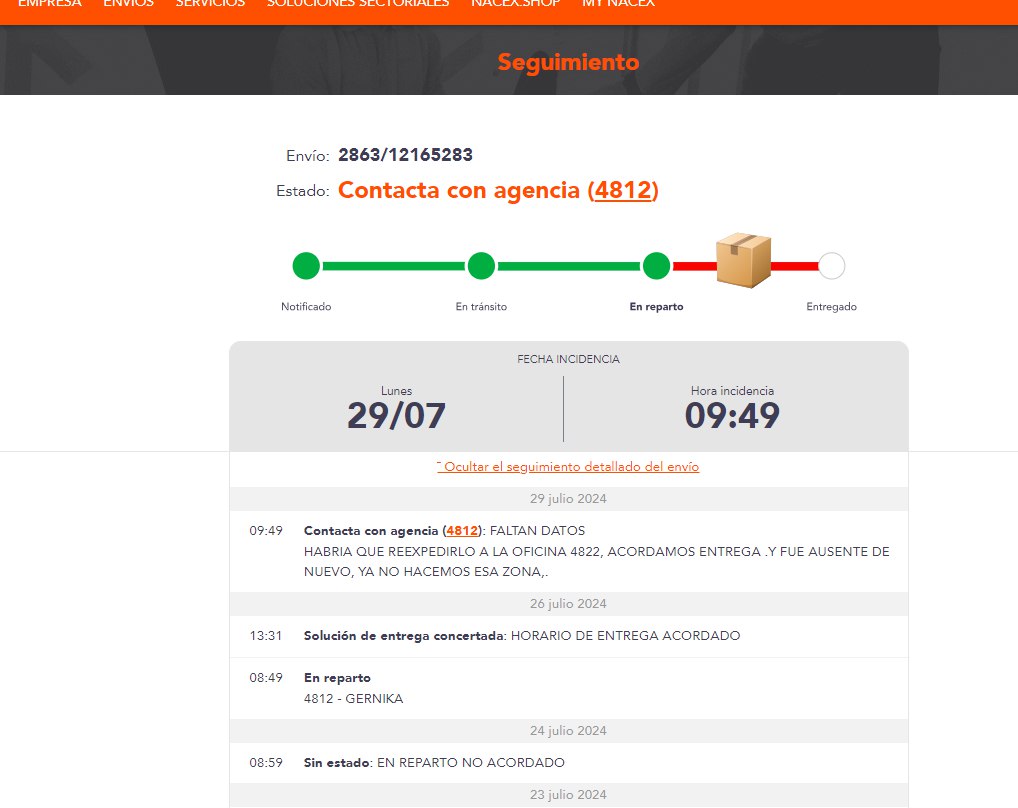 EMPRESA ENVÍOS SERVICIOS SOLUCIONES SECTORIALES NACEX.SHOP MY NACEX
Seguimiento
Envío: 2863/12165283
Estado: Contacta con agencia (4812)
Notificado En tránsito En reparto Entregado
FECHA INCIDENCIA
Lunes Hora incidencia
29/07 09:49
ˉ Ocultar el seguimiento detallado del envío
29 julio 2024
09:49 Contacta con agencia (4812): FALTAN DATOS
HABRIA QUE REEXPEDIRLO A LA OFICINA 4822, ACORDAMOS ENTREGA .Y FUE AUSENTE DE
NUEVO, YA NO HACEMOS ESA ZONA,.
26 julio 2024
13:31 Solución de entrega concertada: HORARIO DE ENTREGA ACORDADO
08:49 En reparto
4812 - GERNIKA
24 julio 2024
08:59 Sin estado: EN REPARTO NO ACORDADO
23 julio 2024